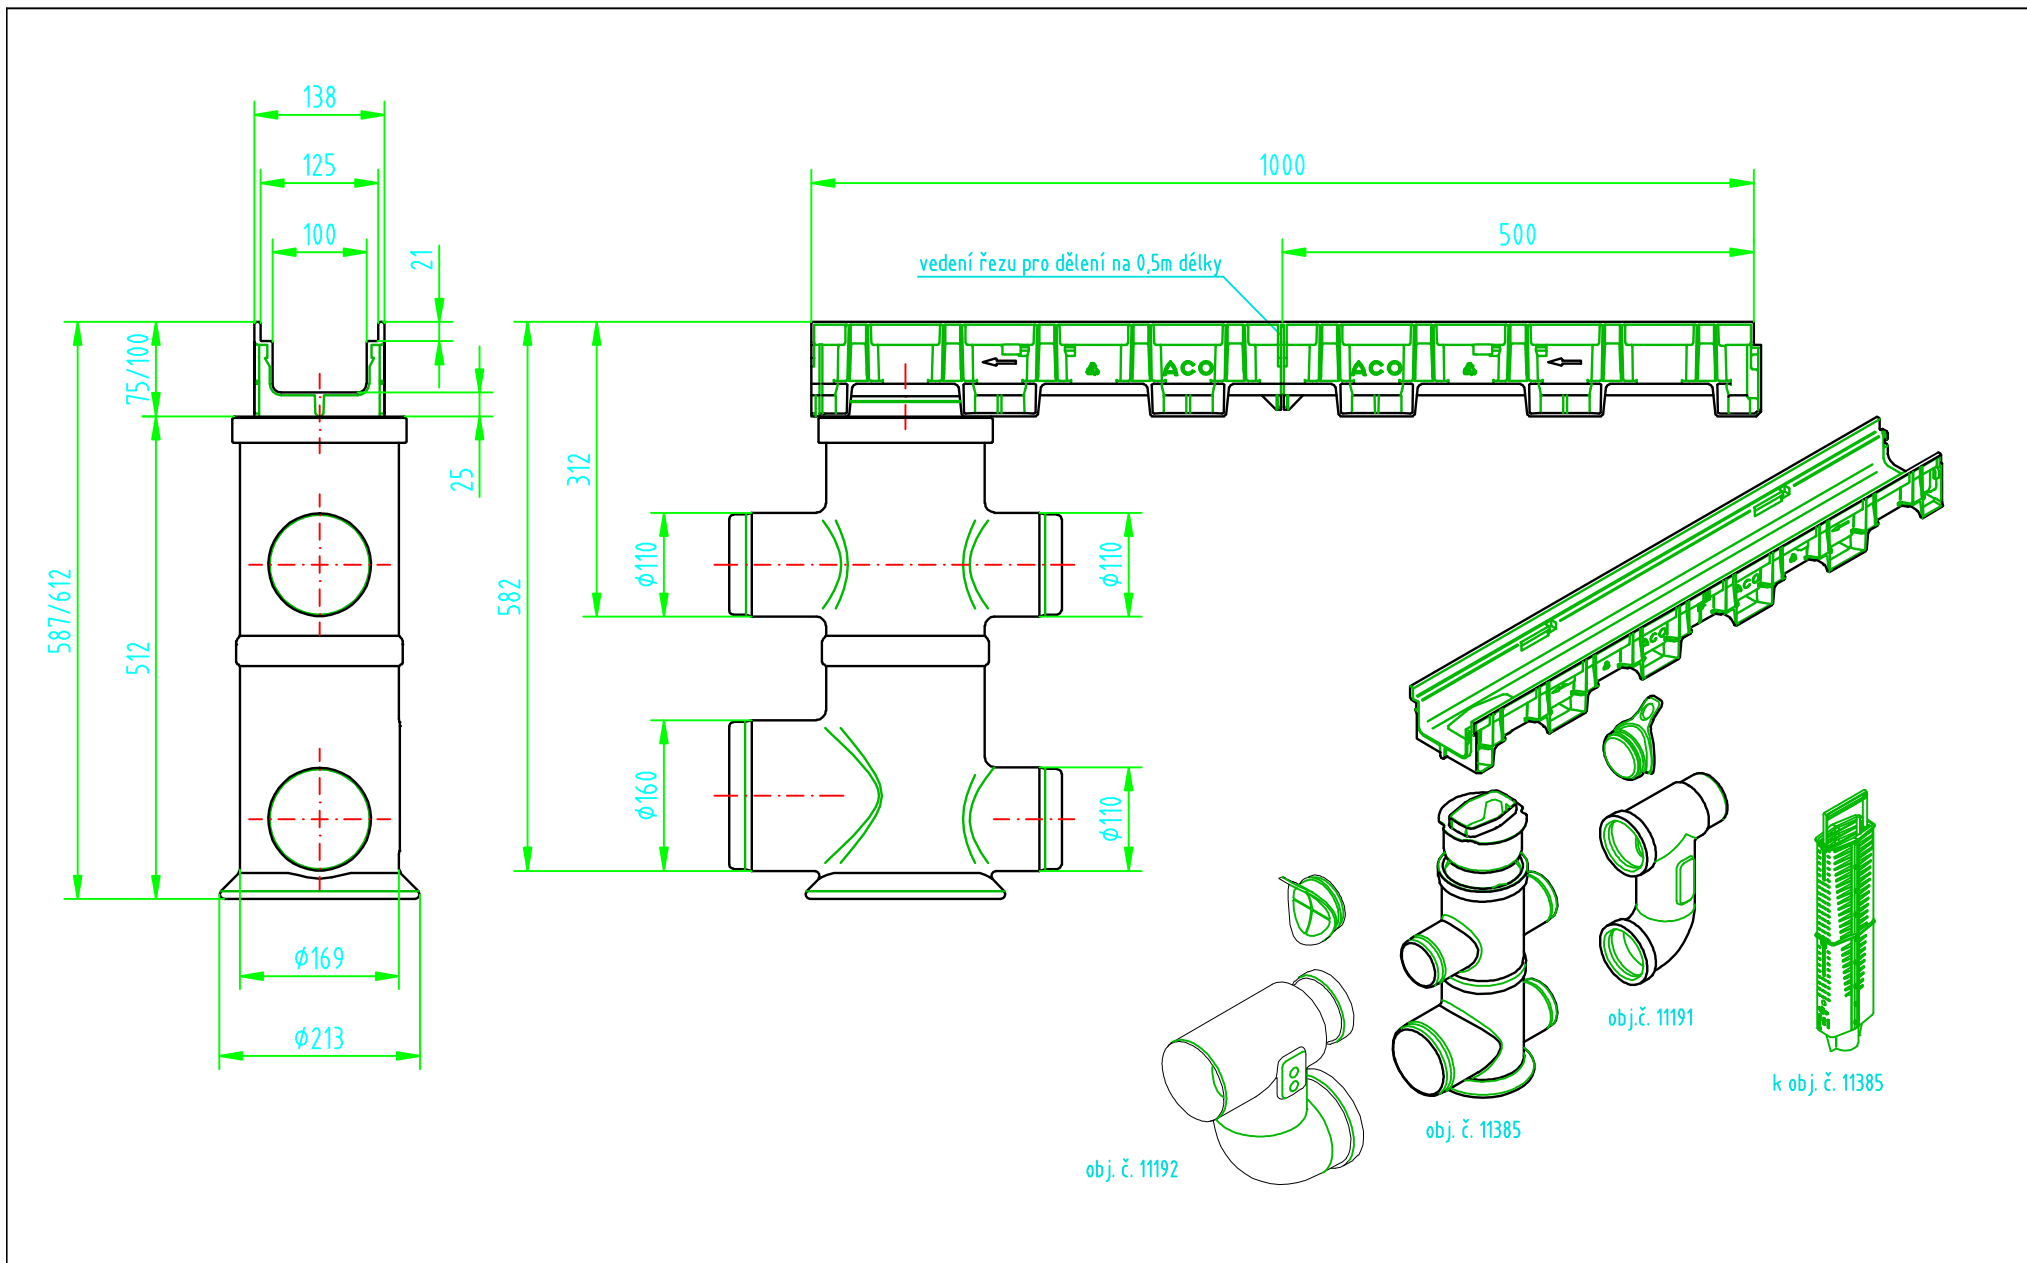 138
125
100
21
75/100
25
587/612
512
ϕ169
ϕ213
1000
500
vedení řezu pro dělení na 0,5m délky
& ACO ACO &
312
582
ϕ110
ϕ110
ϕ160
ϕ110
ACO
& ACO
&
obj.č. 11191
k obj. č. 11385
obj. č. 11385
obj. č. 11192